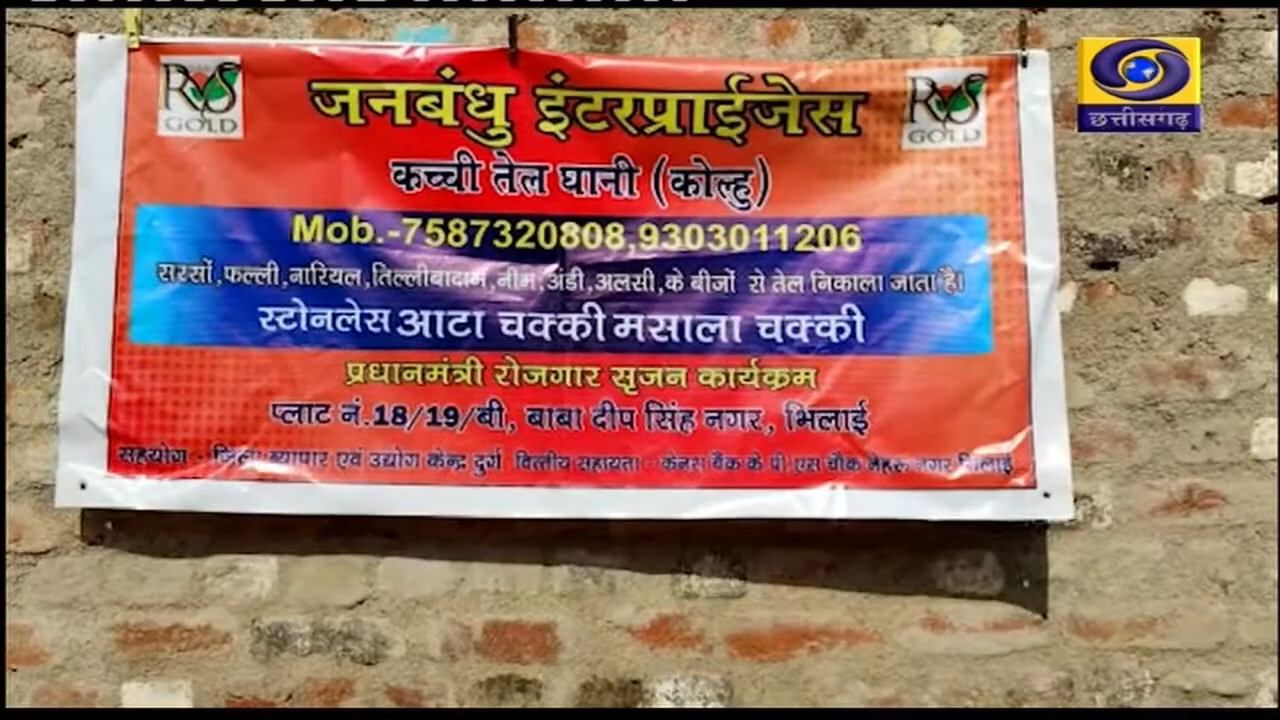 RS GOLD
जनबंधु इंटरप्राईजेस
RS GOLD
छत्तीसगढ़
कच्ची तेल घानी (कोल्हु)
Mob.-7587320808,9303011206
सरसों,फल्ली,नारियल,तिल्लीबादाम,नीम,अंडी,अलसी,के बीजों से तेल निकाला जाता है।
स्टोनलेस आटा चक्की मसाला चक्की
प्रधानमंत्री रोजगार सृजन कार्यक्रम
प्लाट नं.18/19/बी, बाबा दीप सिंह नगर, भिलाई
सहयोग - जिला व्यापार एवं उद्योग केन्द्र दुर्ग वित्तीय सहायता - केनरा बैंक के पी एस चौक नेहरू नगर भिलाई